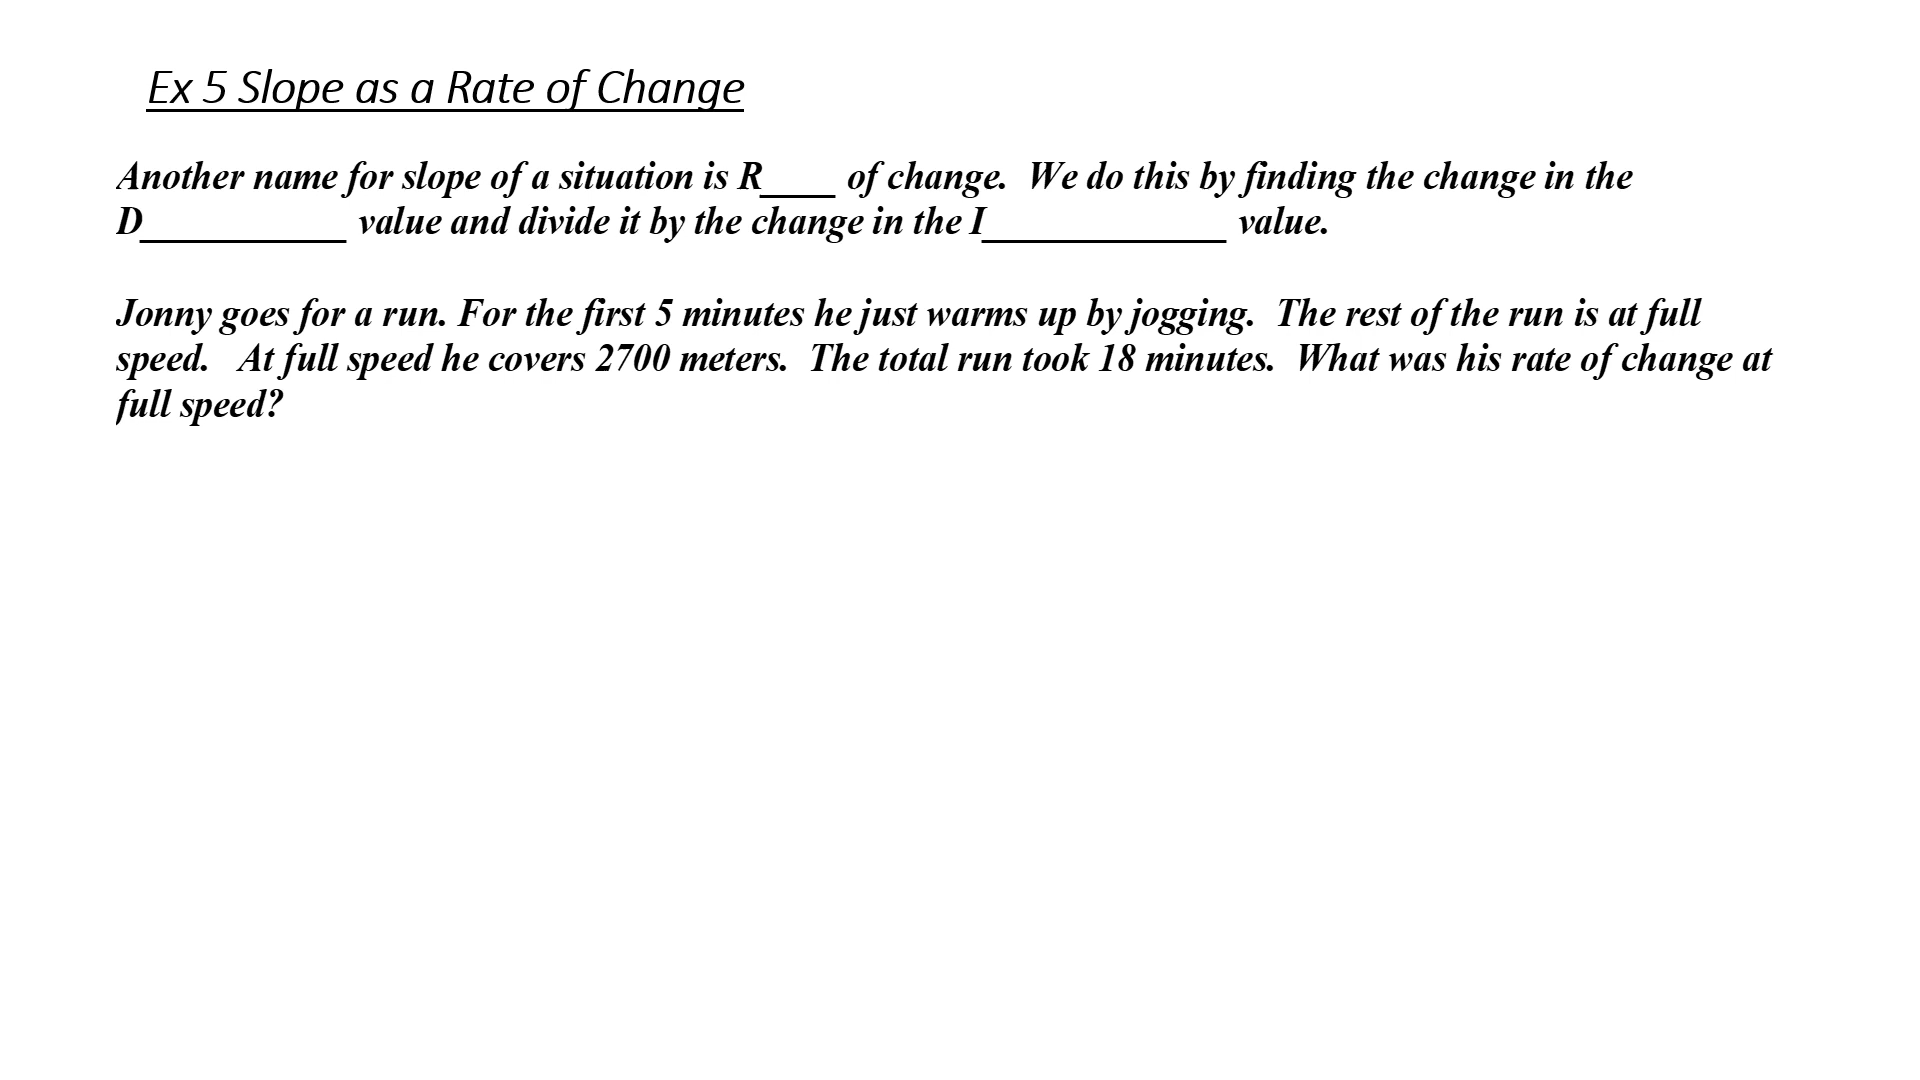 Ex 5 Slope as a Rate of Change
Another name for slope of a situation is R____ of change.  We do this by finding the change in the
D___________ value and divide it by the change in the I_____________ value.
Jonny goes for a run. For the first 5 minutes he just warms up by jogging.  The rest of the run is at full
speed.   At full speed he covers 2700 meters.  The total run took 18 minutes.  What was his rate of change at
full speed?